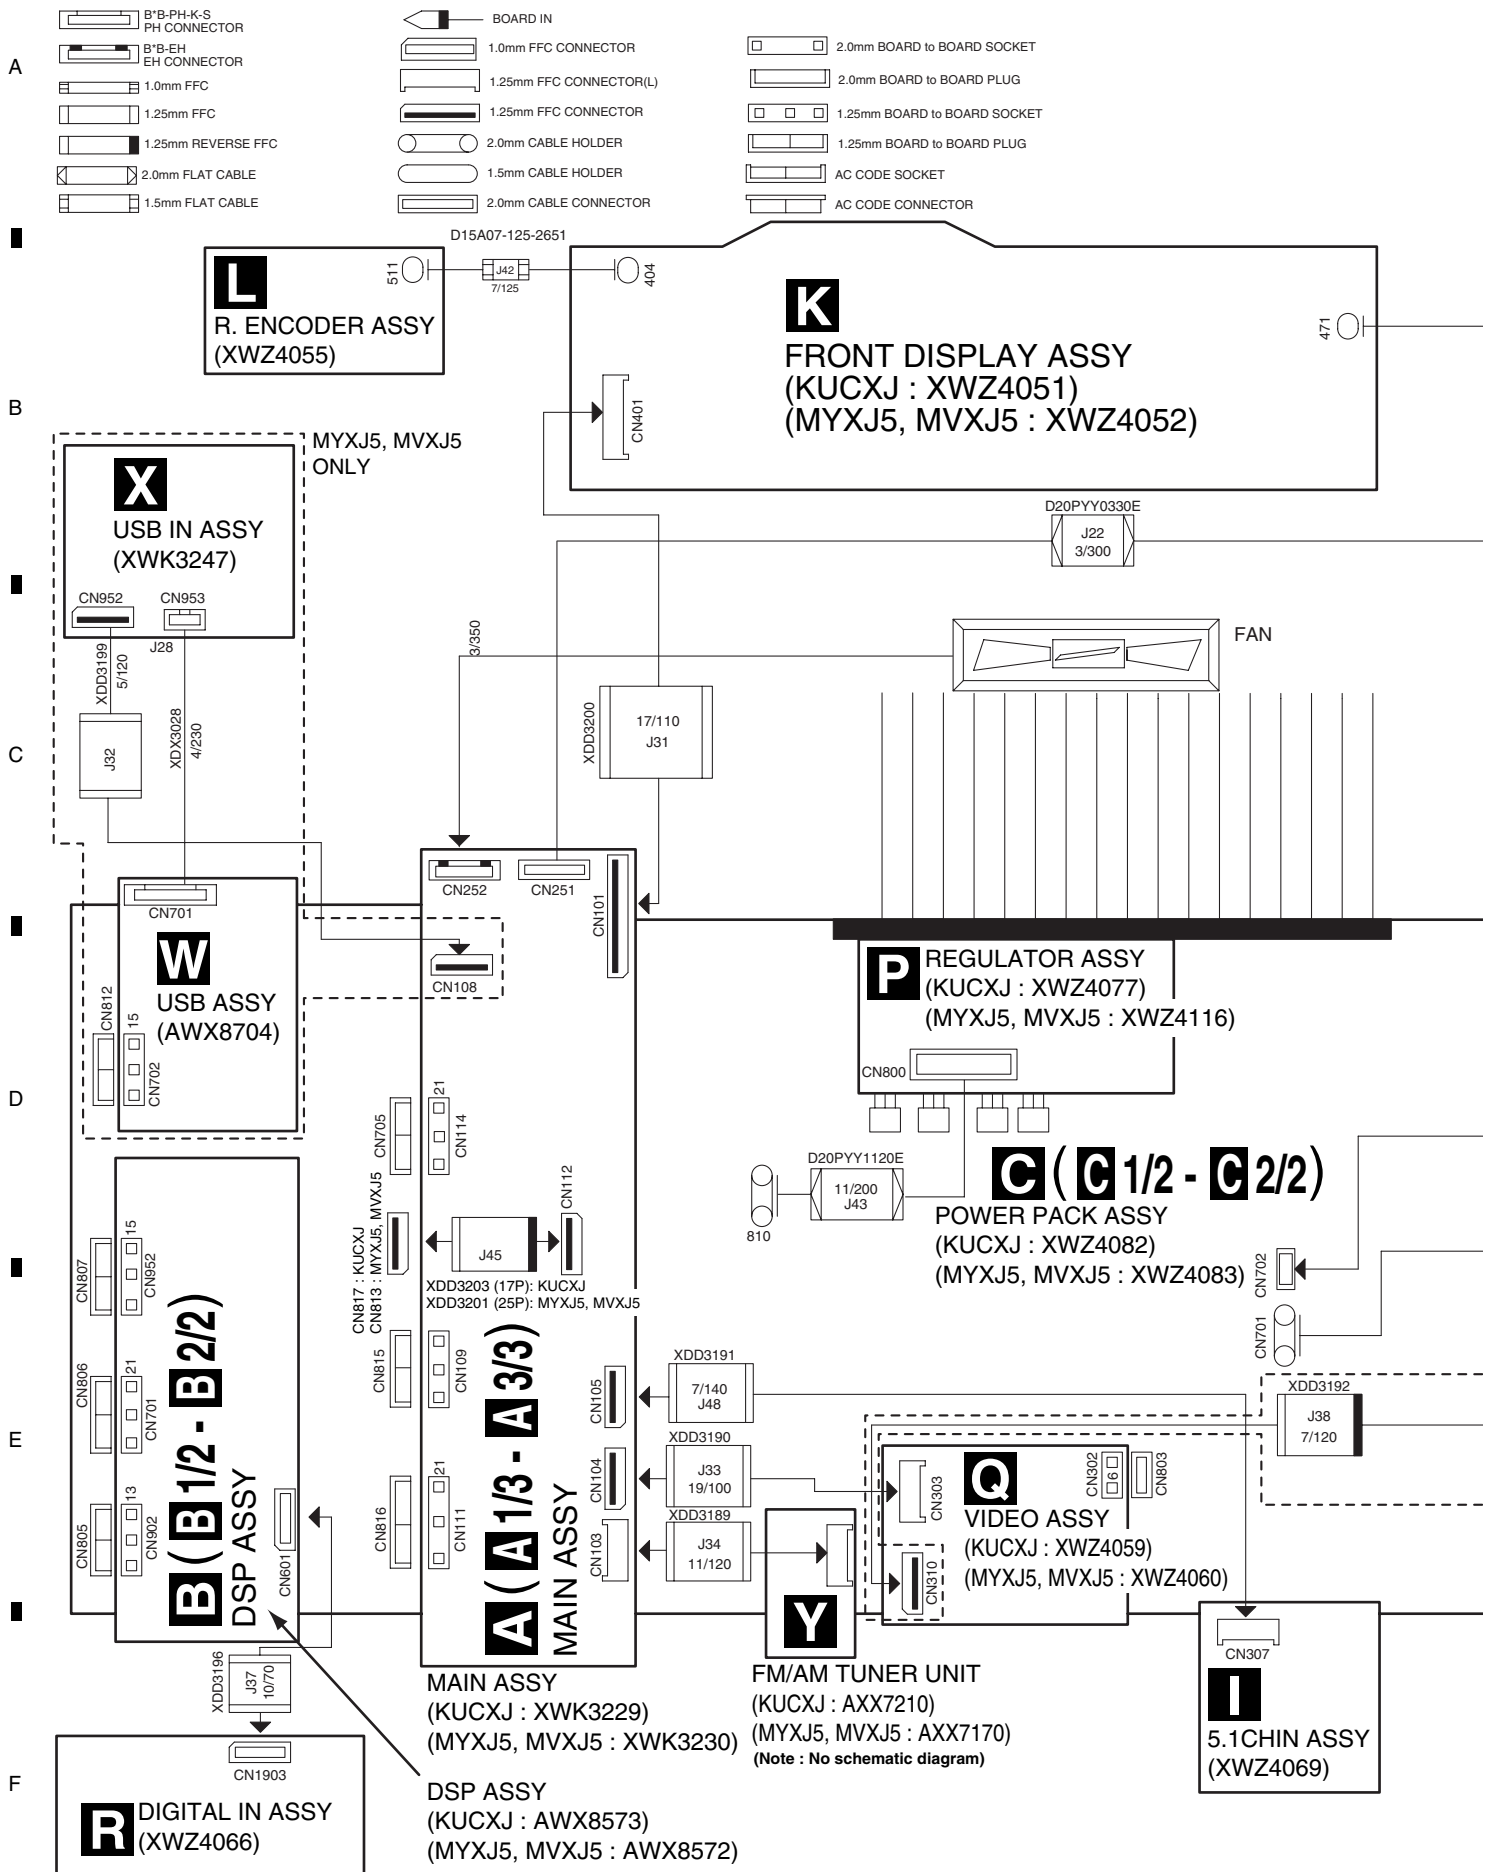 B*B-PH-K-S
PH CONNECTOR
B*B-EH
EH CONNECTOR
1.0mm FFC
1.25mm FFC
1.25mm REVERSE FFC
2.0mm FLAT CABLE
1.5mm FLAT CABLE
BOARD IN
1.0mm FFC CONNECTOR
1.25mm FFC CONNECTOR(L)
1.25mm FFC CONNECTOR
2.0mm CABLE HOLDER
1.5mm CABLE HOLDER
2.0mm CABLE CONNECTOR
2.0mm BOARD to BOARD SOCKET
2.0mm BOARD to BOARD PLUG
1.25mm BOARD to BOARD SOCKET
1.25mm BOARD to BOARD PLUG
AC CODE SOCKET
AC CODE CONNECTOR
A
D15A07-125-2651
L
R. ENCODER ASSY
(XWZ4055)
511
J42
7/125
404
K
FRONT DISPLAY ASSY
(KUCXJ : XWZ4051)
(MYXJ5, MVXJ5 : XWZ4052)
471
CN401
B
MYXJ5, MVXJ5
ONLY
X
USB IN ASSY
(XWK3247)
CN952
CN953
J28
XDD3199
5/120
J32
XDX3028
4/230
D20PYY0330E
J22
3/300
3/350
FAN
XDD3200
17/110
J31
C
CN252
CN251
CN101
CN108
CN701
W
USB ASSY
(AWX8704)
CN812
15
CN702
P
REGULATOR ASSY
(KUCXJ : XWZ4077)
(MYXJ5, MVXJ5 : XWZ4116)
CN800
D
CN705
21
CN114
D20PYY1120E
11/200
J43
810
C ( C 1/2 - C 2/2)
POWER PACK ASSY
(KUCXJ : XWZ4082)
(MYXJ5, MVXJ5 : XWZ4083)
CN702
CN701
CN817 : KUCXJ
CN813 : MYXJ5, MVXJ5
J45
CN112
XDD3203 (17P): KUCXJ
XDD3201 (25P): MYXJ5, MVXJ5
CN807
15
CN952
CN806
21
CN701
CN805
13
CN902
B ( B 1/2 - B 2/2)
DSP ASSY
CN601
E
CN815
CN109
CN816
21
CN111
A ( A 1/3 - A 3/3)
MAIN ASSY
CN105
CN104
CN103
XDD3191
7/140
J48
XDD3190
J33
19/100
XDD3189
J34
11/120
XDD3192
J38
7/120
Q
VIDEO ASSY
(KUCXJ : XWZ4059)
(MYXJ5, MVXJ5 : XWZ4060)
CN303
CN302
6
CN803
CN310
Y
FM/AM TUNER UNIT
(KUCXJ : AXX7210)
(MYXJ5, MVXJ5 : AXX7170)
(Note : No schematic diagram)
CN307
I
5.1CHIN ASSY
(XWZ4069)
MAIN ASSY
(KUCXJ : XWK3229)
(MYXJ5, MVXJ5 : XWK3230)
XDD3196
J37
10/70
F
CN1903
R
DIGITAL IN ASSY
(XWZ4066)
DSP ASSY
(KUCXJ : AWX8573)
(MYXJ5, MVXJ5 : AWX8572)